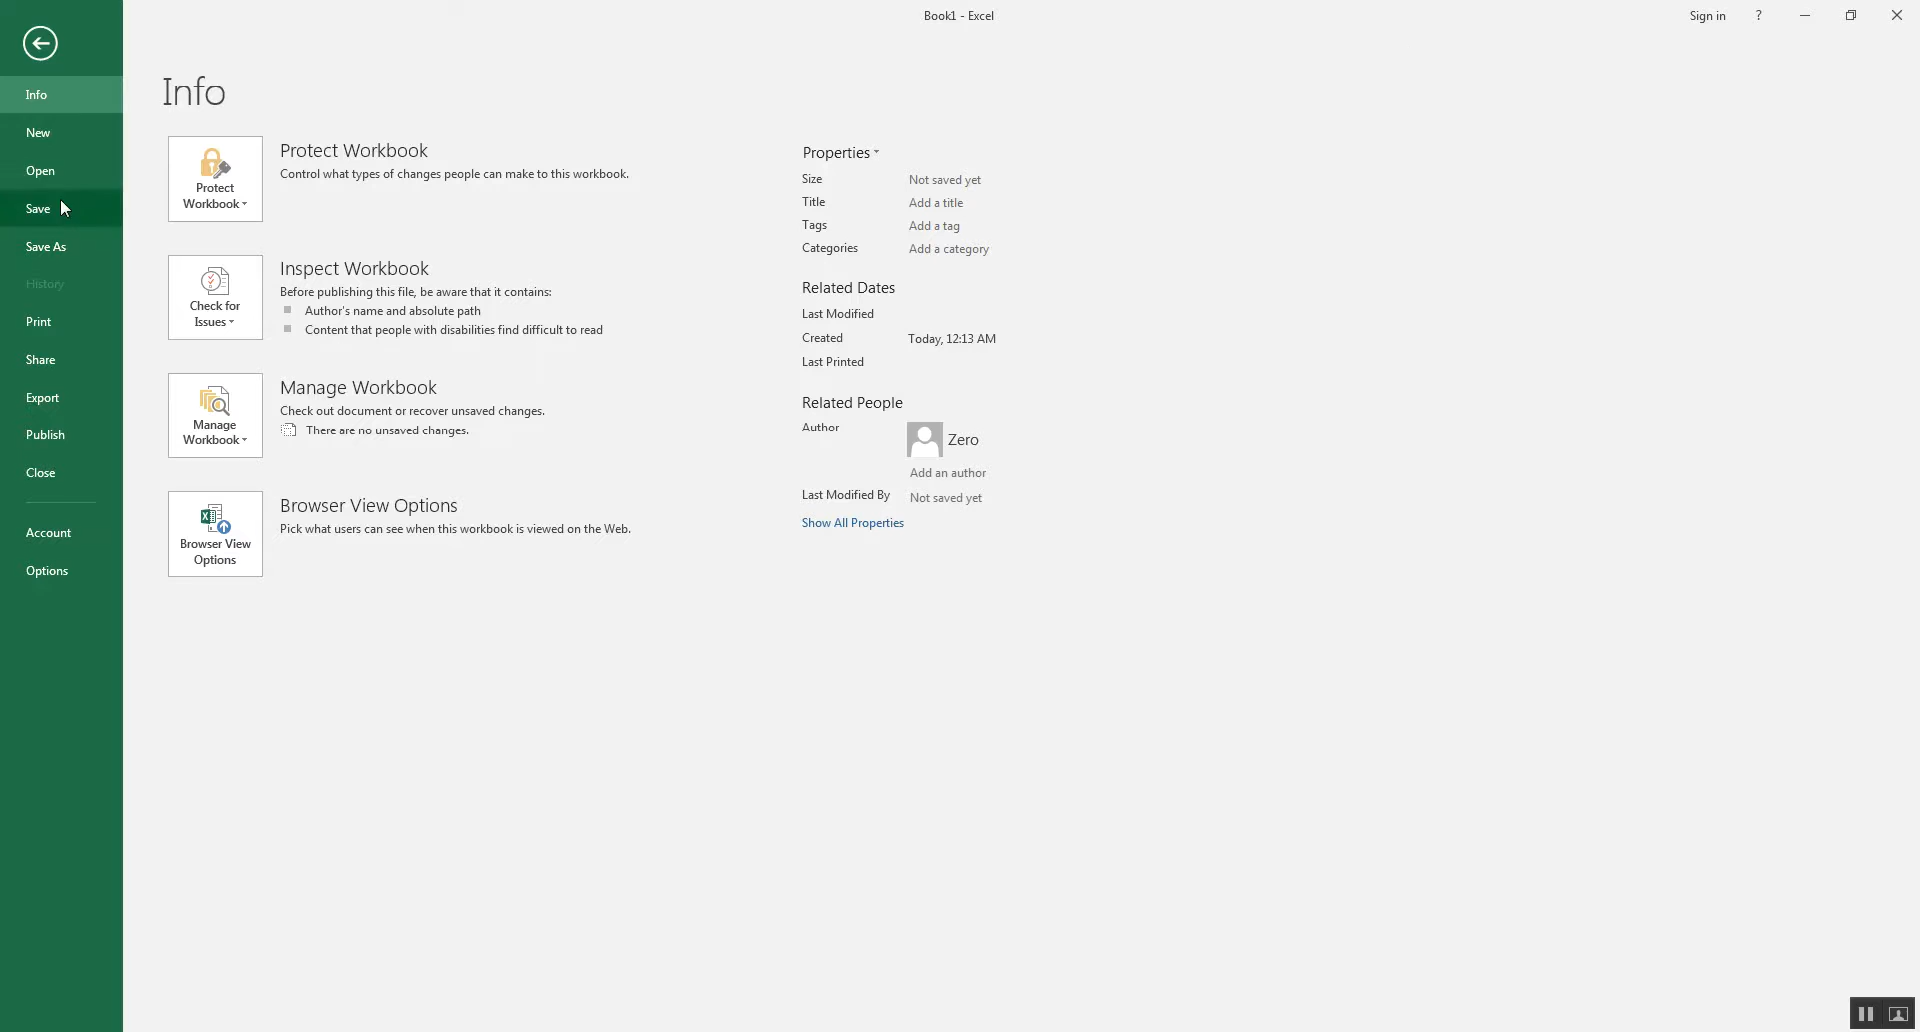 Book1 - Excel
Sign in
?
Info
New
Open
Save
Save As
History
Print
Share
Export
Publish
Close
Account
Options
Info
Protect
Workbook
Protect Workbook
Control what types of changes people can make to this workbook.
Check for
Issues
Inspect Workbook
Before publishing this file, be aware that it contains:
Author's name and absolute path
Content that people with disabilities find difficult to read
Manage
Workbook
Manage Workbook
Check out document or recover unsaved changes.
There are no unsaved changes.
Browser View
Options
Browser View Options
Pick what users can see when this workbook is viewed on the Web.
Properties
Size Not saved yet
Title Add a title
Tags Add a tag
Categories Add a category
Related Dates
Last Modified
Created Today, 12:13 AM
Last Printed
Related People
Author Zero
Add an author
Last Modified By Not saved yet
Show All Properties